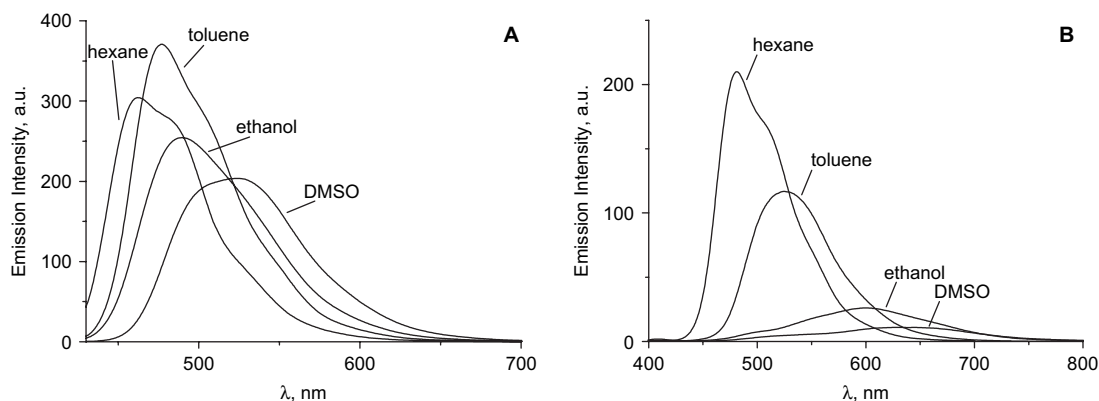 A
400
300
200
100
0
500
600
700
Emission Intensity, a.u.
λ, nm
hexane
toluene
ethanol
DMSO
B
200
100
0
400
500
600
700
800
Emission Intensity, a.u.
λ, nm
hexane
toluene
ethanol
DMSO